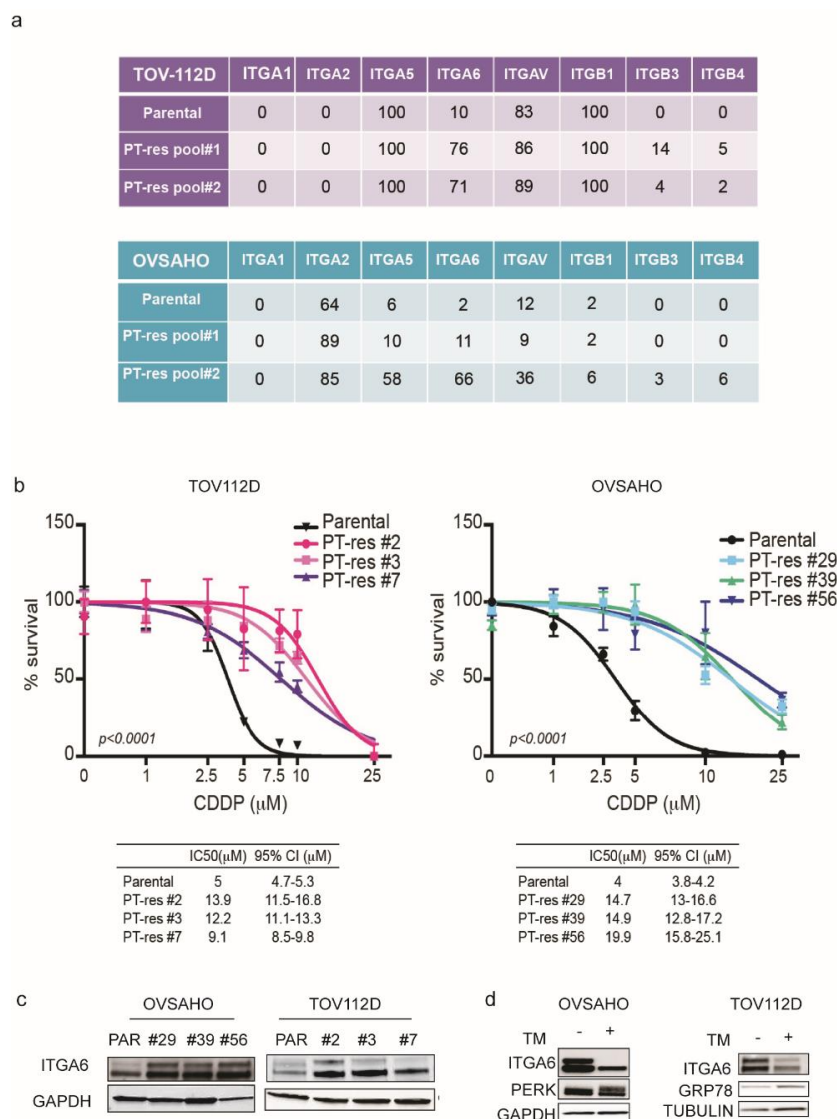 a
TOV-112D ITGA1 ITGA2 ITGA5 ITGA6 ITGAV ITGB1 ITGB3 ITGB4
Parental 0 0 100 10 83 100 0 0
PT-res pool#1 0 0 100 76 86 100 14 5
PT-res pool#2 0 0 100 71 89 100 4 2
OVSAHO ITGA1 ITGA2 ITGA5 ITGA6 ITGAV ITGB1 ITGB3 ITGB4
Parental 0 64 6 2 12 2 0 0
PT-res pool#1 0 89 10 11 9 2 0 0
PT-res pool#2 0 85 58 66 36 6 3 6
b
TOV112D
150
100
50
0
% survival
Parental
PT-res #2
PT-res #3
PT-res #7
p<0.0001
0 1 2.5 5 7.5 10 25
CDDP (μM)
IC50(μM) 95% CI (μM)
Parental 5 4.7-5.3
PT-res #2 13.9 11.5-16.8
PT-res #3 12.2 11.1-13.3
PT-res #7 9.1 8.5-9.8
OVSAHO
150
100
50
0
% survival
Parental
PT-res #29
PT-res #39
PT-res #56
p<0.0001
0 1 2.5 5 10 25
CDDP (μM)
IC50(μM) 95% CI (μM)
Parental 4 3.8-4.2
PT-res #29 14.7 13-16.6
PT-res #39 14.9 12.8-17.2
PT-res #56 19.9 15.8-25.1
c
OVSAHO TOV112D
PAR #29 #39 #56 PAR #2 #3 #7
ITGA6
GAPDH
d
OVSAHO
TM - +
ITGA6
PERK
GAPDH
TOV112D
TM - +
ITGA6
GRP78
TUBULIN